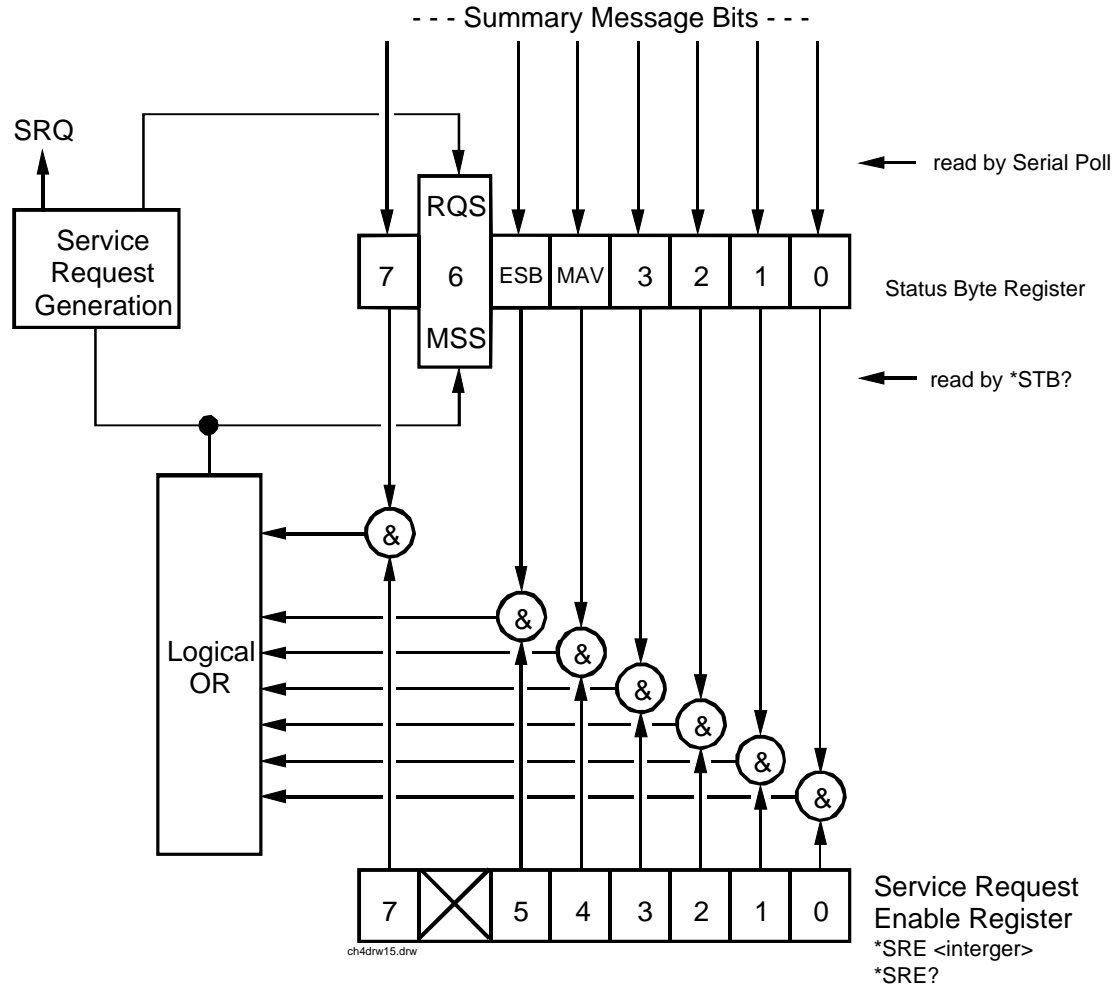 - - - Summary Message Bits - - -
SRQ
read by Serial Poll
Service
Request
Generation
RQS
7 6 ESB MAV 3 2 1 0
MSS
Status Byte Register
read by *STB?
&
&
&
&
&
&
&
Logical
OR
7 5 4 3 2 1 0
ch4drw15.drw
Service Request
Enable Register
*SRE <interger>
*SRE?